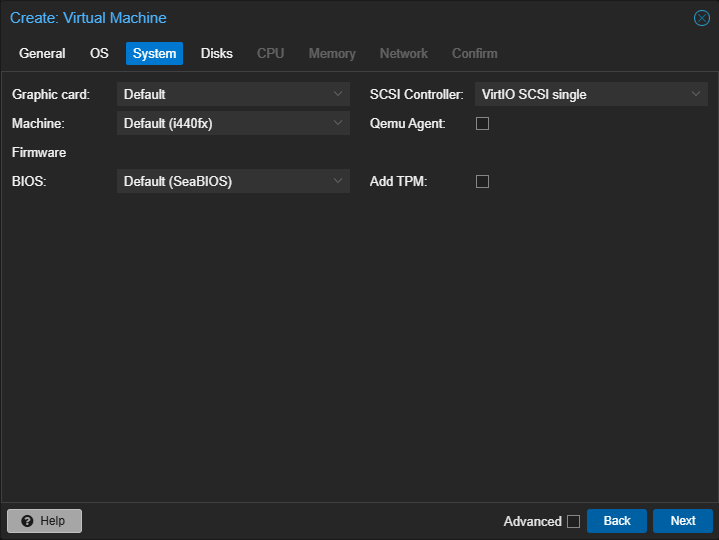 Create: Virtual Machine
General OS System Disks CPU Memory Network Confirm
Graphic card: Default SCSI Controller: VirtIO SCSI single
Machine: Default (i440fx) Qemu Agent:
Firmware
BIOS: Default (SeaBIOS) Add TPM:
? Help Advanced Back Next